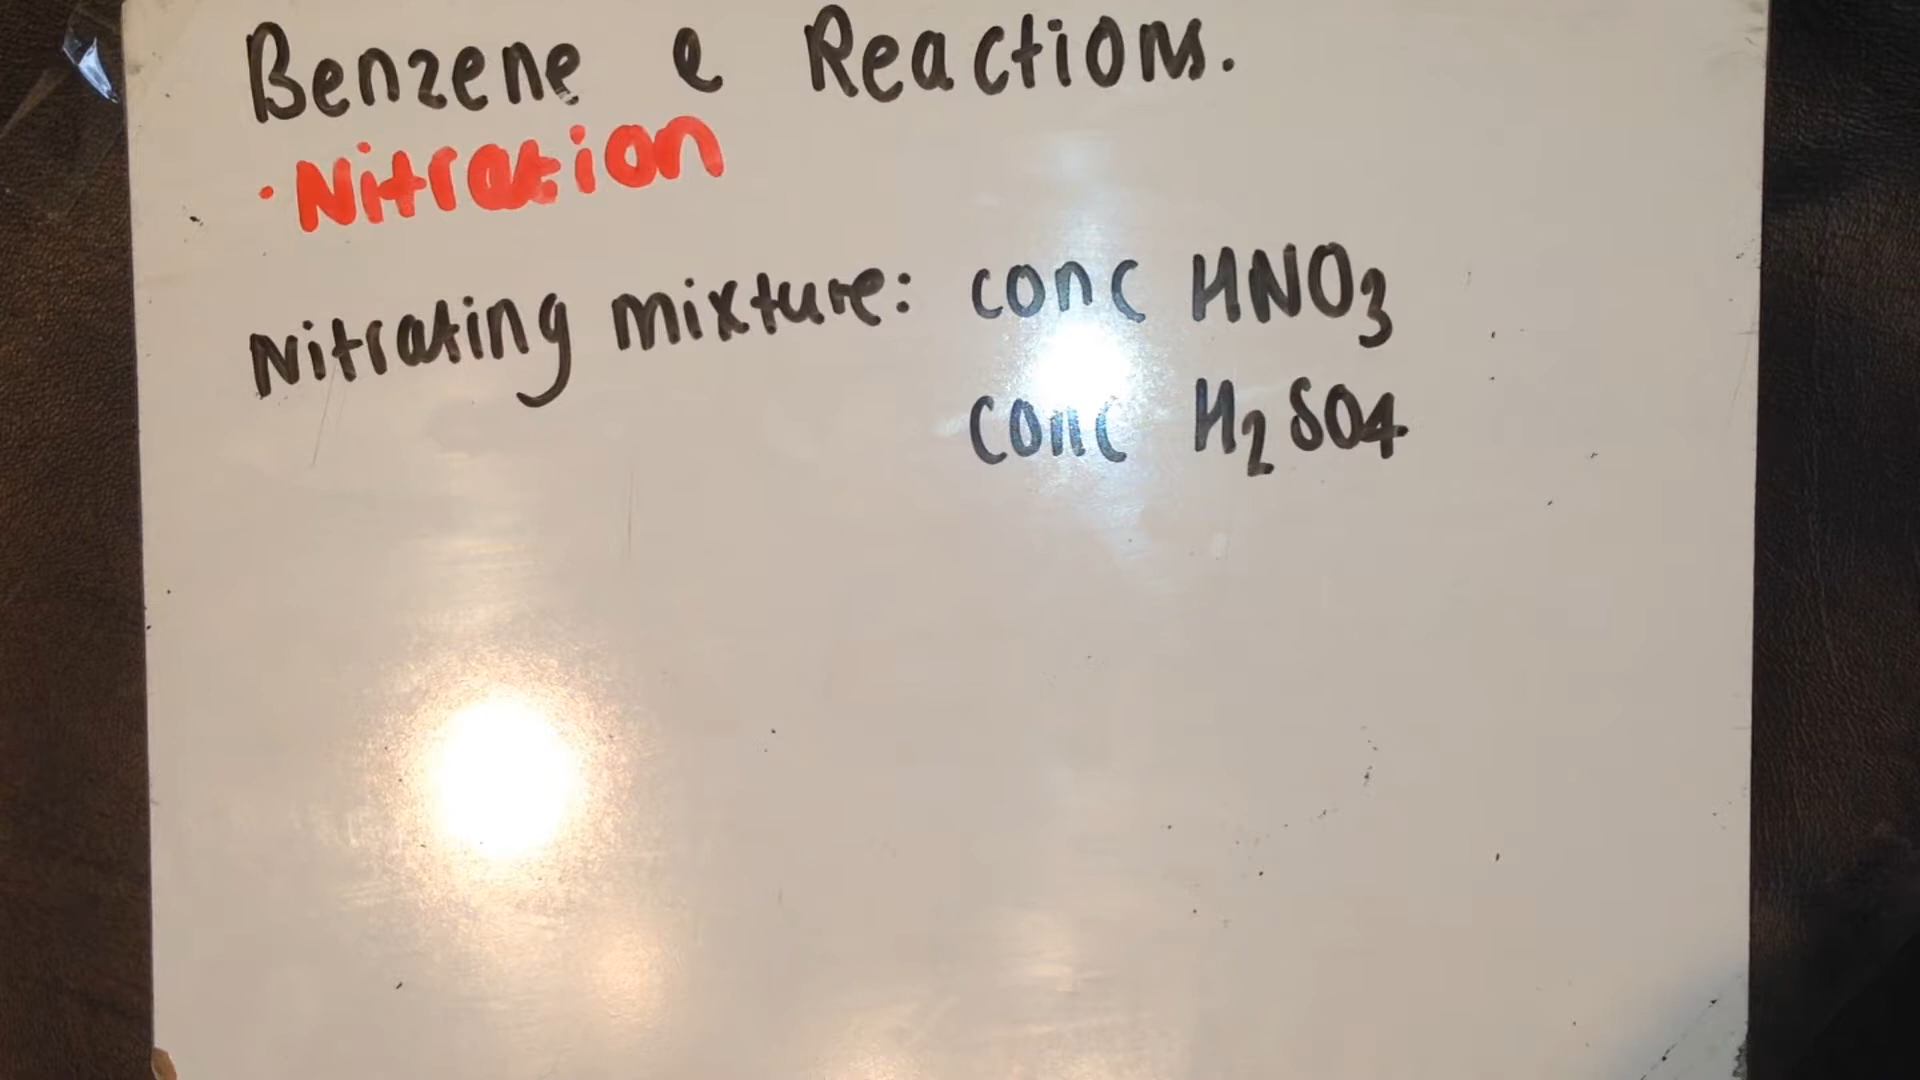 Benzene e Reactions.
· Nitration
Nitrating mixture: conc HNO3
conc H2SO4